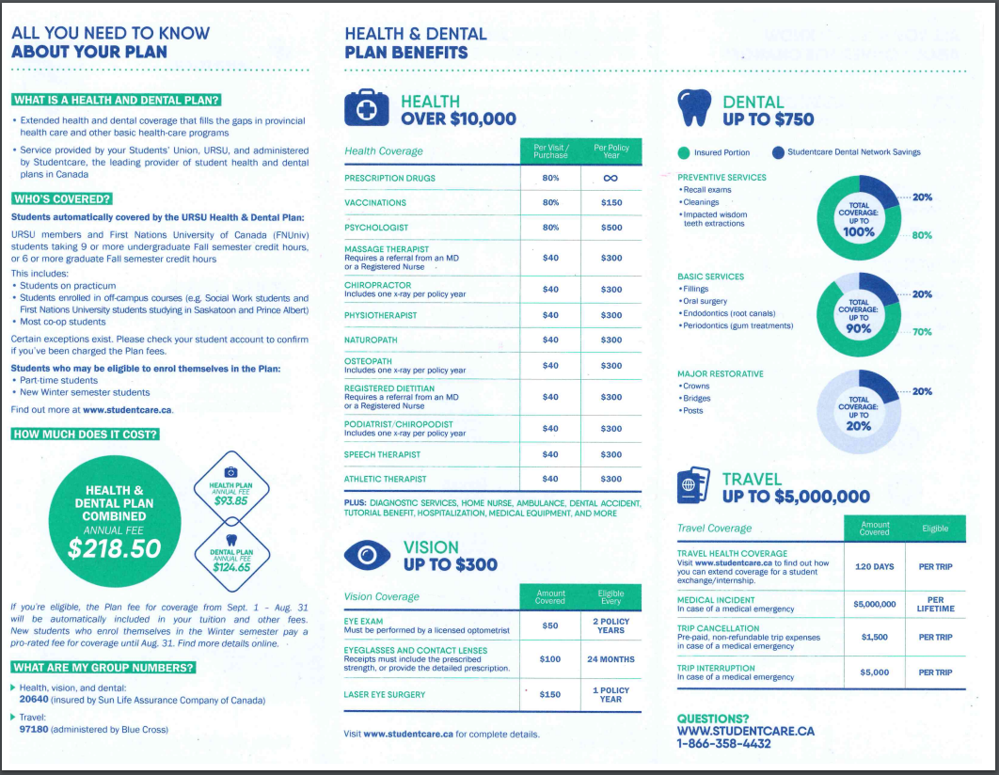 ALL YOU NEED TO KNOW
ABOUT YOUR PLAN
WHAT IS A HEALTH AND DENTAL PLAN?
• Extended health and dental coverage that fills the gaps in provincial
health care and other basic health-care programs
• Service provided by your Students' Union, URSU, and administered
by Studentcare, the leading provider of student health and dental
plans in Canada
WHO'S COVERED?
Students automatically covered by the URSU Health & Dental Plan:
URSU members and First Nations University of Canada (FNUniv)
students taking 9 or more undergraduate Fall semester credit hours,
or 6 or more graduate Fall semester credit hours
This includes:
• Students on practicum
• Students enrolled in off-campus courses (e.g. Social Work students and
First Nations University students studying in Saskatoon and Prince Albert)
• Most co-op students
Certain exceptions exist. Please check your student account to confirm
if you've been charged the Plan fees.
Students who may be eligible to enrol themselves in the Plan:
• Part-time students
• New Winter semester students
Find out more at www.studentcare.ca.
HOW MUCH DOES IT COST?
HEALTH &
DENTAL PLAN
COMBINED
ANNUAL FEE
$218.50
HEALTH PLAN
ANNUAL FEE
$93.85
DENTAL PLAN
ANNUAL FEE
$124.65
If you're eligible, the Plan fee for coverage from Sept. 1 – Aug. 31
will be automatically included in your tuition and other fees.
New students who enrol themselves in the Winter semester pay a
pro-rated fee for coverage until Aug. 31. Find more details online.
WHAT ARE MY GROUP NUMBERS?
Health, vision, and dental:
20640 (insured by Sun Life Assurance Company of Canada)
Travel:
97180 (administered by Blue Cross)
HEALTH & DENTAL
PLAN BENEFITS
HEALTH
OVER $10,000
Health Coverage Per Visit / Purchase Per Policy Year
PRESCRIPTION DRUGS 80% ∞
VACCINATIONS 80% $150
PSYCHOLOGIST 80% $500
MASSAGE THERAPIST
Requires a referral from an MD
or a Registered Nurse $40 $300
CHIROPRACTOR
Includes one x-ray per policy year $40 $300
PHYSIOTHERAPIST $40 $300
NATUROPATH $40 $300
OSTEOPATH
Includes one x-ray per policy year $40 $300
REGISTERED DIETITIAN
Requires a referral from an MD
or a Registered Nurse $40 $300
PODIATRIST/CHIROPODIST
Includes one x-ray per policy year $40 $300
SPEECH THERAPIST $40 $300
ATHLETIC THERAPIST $40 $300
PLUS: DIAGNOSTIC SERVICES, HOME NURSE, AMBULANCE, DENTAL ACCIDENT,
TUTORIAL BENEFIT, HOSPITALIZATION, MEDICAL EQUIPMENT, AND MORE
VISION
UP TO $300
Vision Coverage Amount Covered Eligible Every
EYE EXAM
Must be performed by a licensed optometrist $50 2 POLICY YEARS
EYEGLASSES AND CONTACT LENSES
Receipts must include the prescribed
strength, or provide the detailed prescription. $100 24 MONTHS
LASER EYE SURGERY $150 1 POLICY YEAR
Visit www.studentcare.ca for complete details.
DENTAL
UP TO $750
Insured Portion Studentcare Dental Network Savings
PREVENTIVE SERVICES
• Recall exams
• Cleanings
• Impacted wisdom
teeth extractions
TOTAL
COVERAGE:
UP TO
100%
20%
80%
BASIC SERVICES
• Fillings
• Oral surgery
• Endodontics (root canals)
• Periodontics (gum treatments)
TOTAL
COVERAGE:
UP TO
90%
20%
70%
MAJOR RESTORATIVE
• Crowns
• Bridges
• Posts
TOTAL
COVERAGE:
UP TO
20%
20%
TRAVEL
UP TO $5,000,000
Travel Coverage Amount Covered Eligible
TRAVEL HEALTH COVERAGE
Visit www.studentcare.ca to find out how
you can extend coverage for a student
exchange/internship. 120 DAYS PER TRIP
MEDICAL INCIDENT
In case of a medical emergency $5,000,000 PER LIFETIME
TRIP CANCELLATION
Pre-paid, non-refundable trip expenses
in case of a medical emergency $1,500 PER TRIP
TRIP INTERRUPTION
In case of a medical emergency $5,000 PER TRIP
QUESTIONS?
WWW.STUDENTCARE.CA
1-866-358-4432